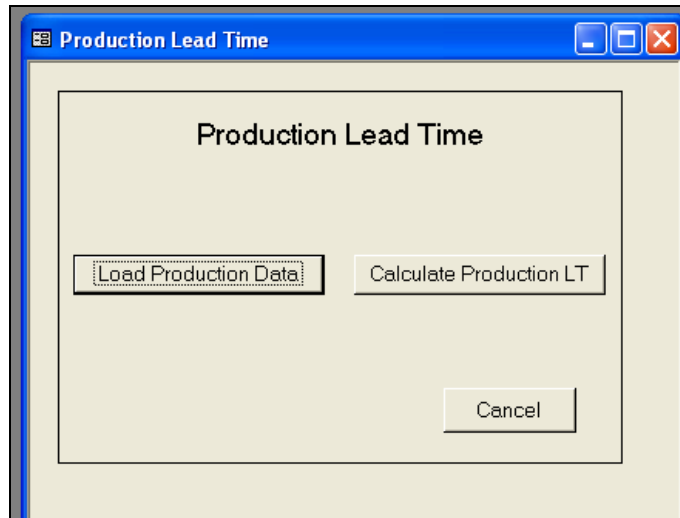 Production Lead Time
Production Lead Time
Load Production Data
Calculate Production LT
Cancel